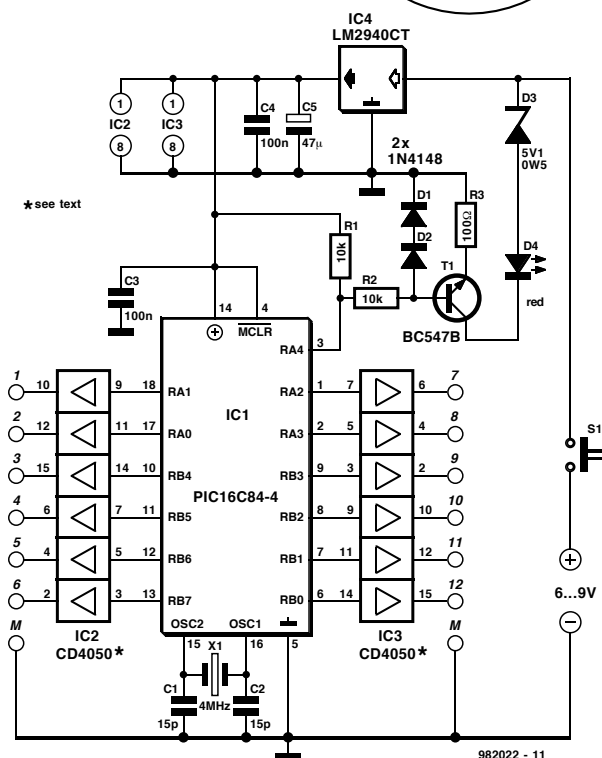 IC4
LM2940CT
1
IC2
8
1
IC3
8
C4
100n
C5
47µ
2x
1N4148
D3
5V1
0W5
*see text
D1
D2
R3
100Ω
R1
10k
R2
10k
T1
D4
red
BC547B
C3
100n
14
4
MCLR
RA4
3
1
10
9
18
RA1
RA2
1
7
6
7
2
12
11
17
RA0
IC1
RA3
2
5
4
8
3
15
14
10
RB4
RB3
9
3
2
9
PIC16C84-4
4
6
7
11
RB5
RB2
8
9
10
10
5
4
5
12
RB6
RB1
7
11
12
11
6
2
3
13
RB7
RB0
6
14
15
12
S1
6...9V
M
IC2
CD4050*
OSC2
OSC1
15
16
5
IC3
CD4050*
M
X1
C1
4MHz
C2
15p
15p
982022 - 11